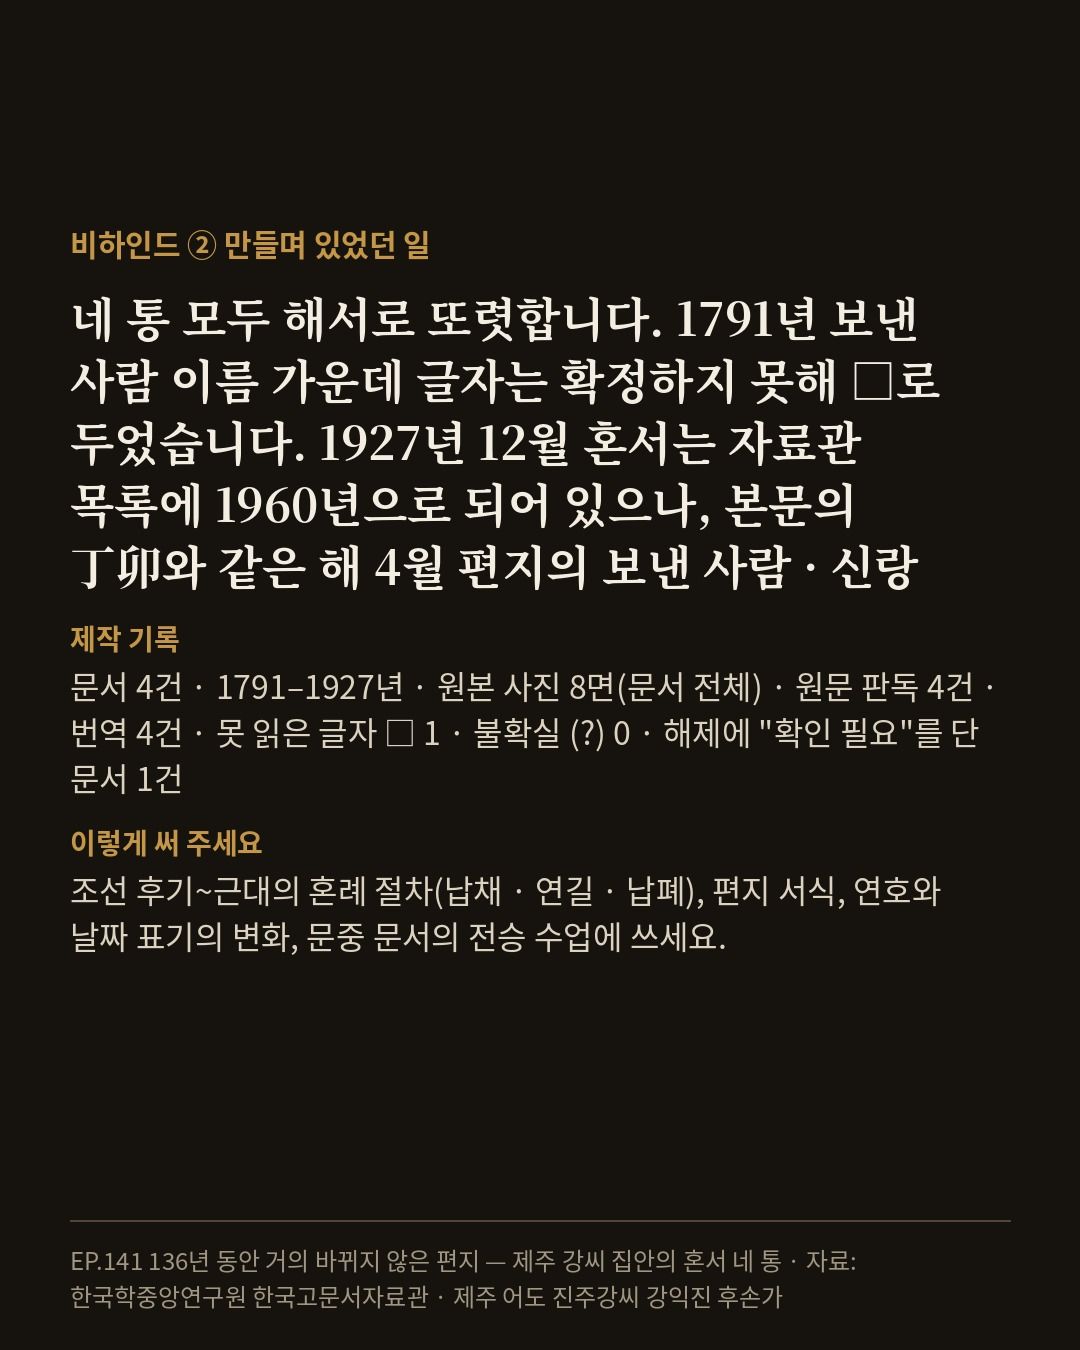 비하인드 ② 만들며 있었던 일
네 통 모두 해서로 또렷합니다. 1791년 보낸
사람 이름 가운데 글자는 확정하지 못해 □로
두었습니다. 1927년 12월 혼서는 자료관
목록에 1960년으로 되어 있으나, 본문의
丁卯와 같은 해 4월 편지의 보낸 사람 · 신랑
제작 기록
문서 4건 · 1791–1927년 · 원본 사진 8면(문서 전체) · 원문 판독 4건 ·
번역 4건 · 못 읽은 글자 □ 1 · 불확실 (?) 0 · 해제에 "확인 필요"를 단
문서 1건
이렇게 써 주세요
조선 후기~근대의 혼례 절차(납채 · 연길 · 납폐), 편지 서식, 연호와
날짜 표기의 변화, 문중 문서의 전승 수업에 쓰세요.
EP.141 136년 동안 거의 바뀌지 않은 편지 — 제주 강씨 집안의 혼서 네 통 · 자료:
한국학중앙연구원 한국고문서자료관 · 제주 어도 진주강씨 강익진 후손가